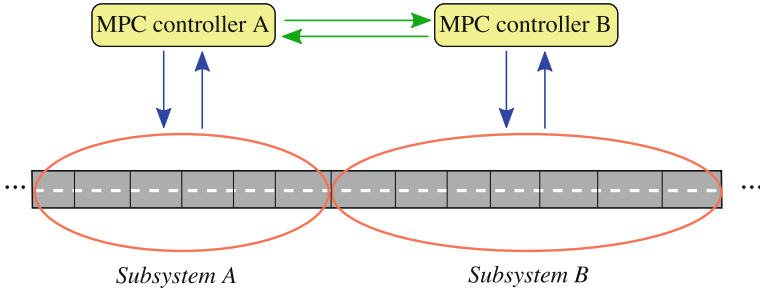 MPC controller A
MPC controller B
...
...
Subsystem A
Subsystem B